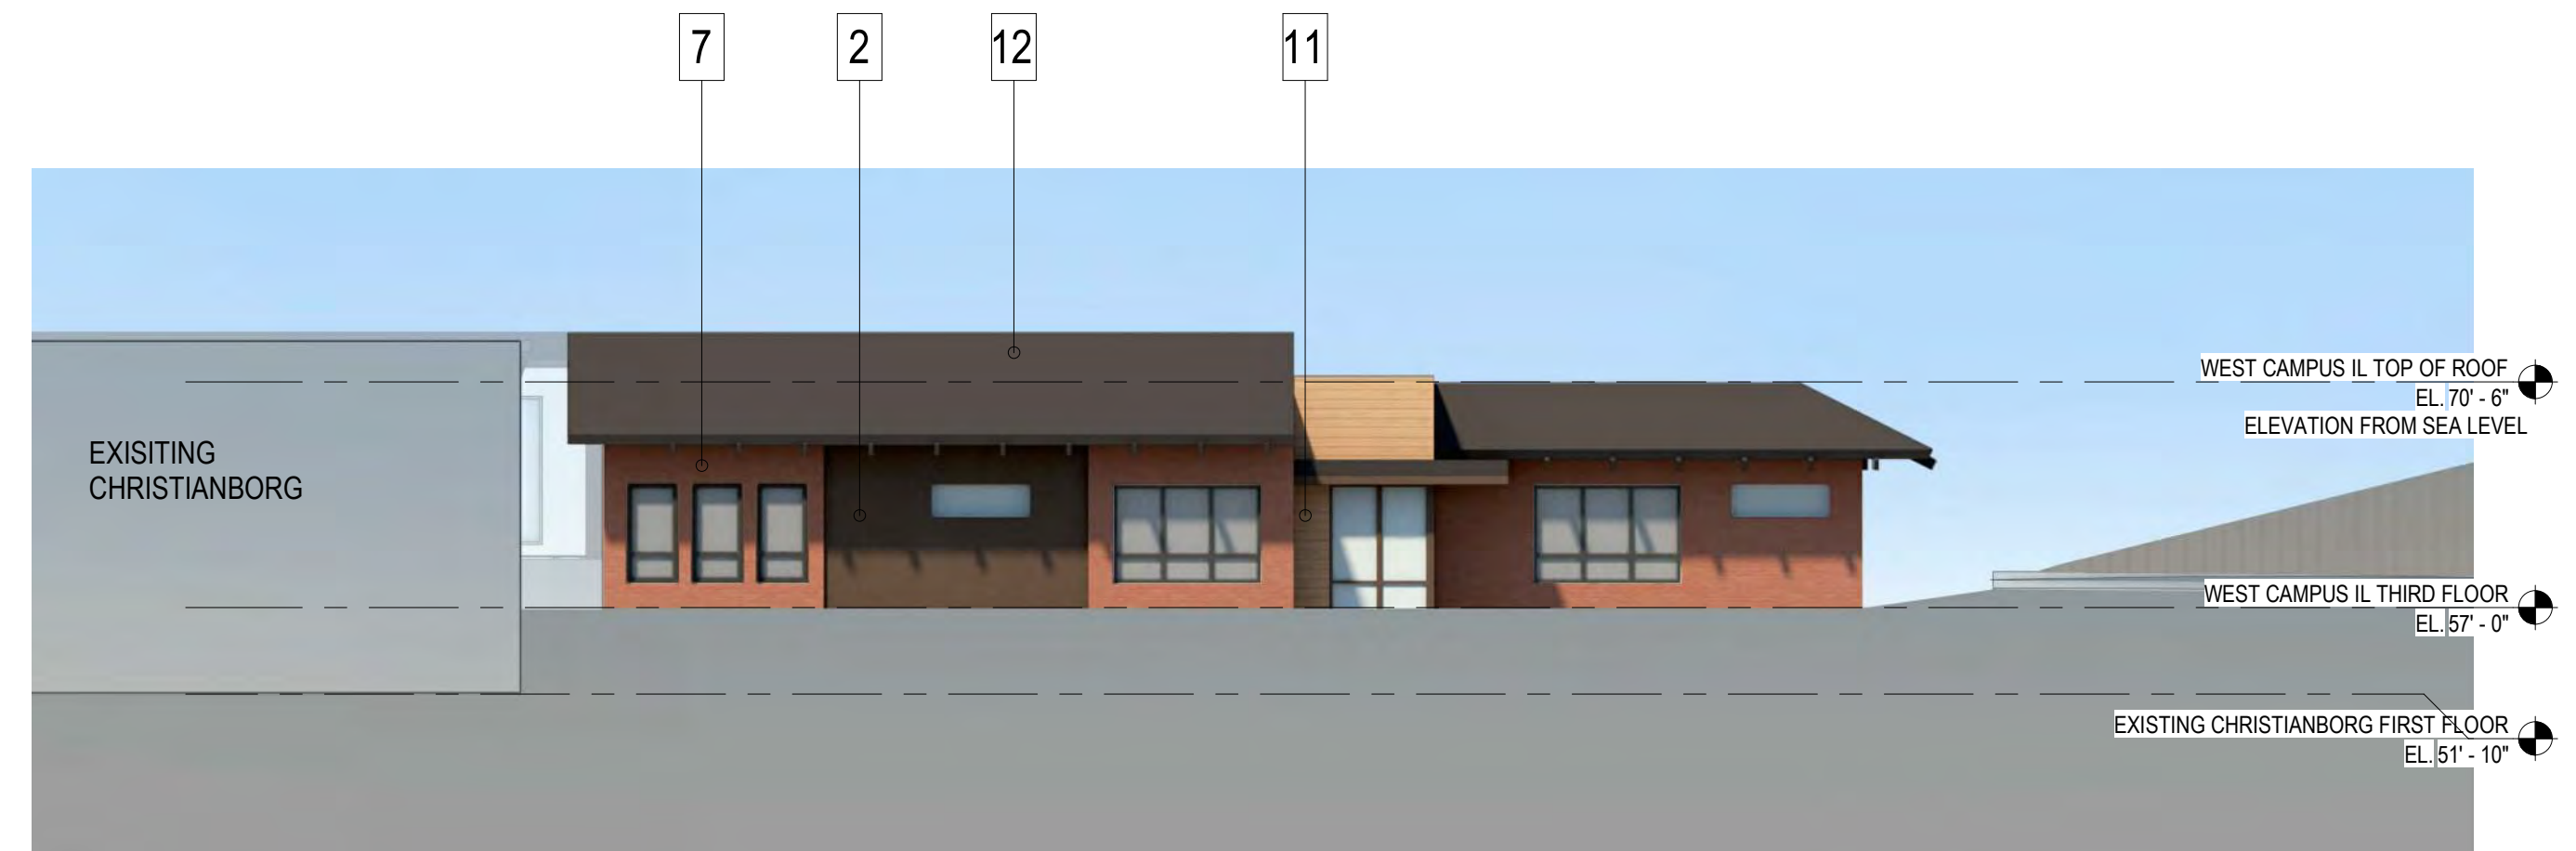 7
2
12
11
WEST CAMPUS IL TOP OF ROOF
EL. 70' - 6"
ELEVATION FROM SEA LEVEL
EXISITING
CHRISTIANBORG
WEST CAMPUS IL THIRD FLOOR
EL. 57' - 0"
EXISTING CHRISTIANBORG FIRST FLOOR
EL. 51' - 10"